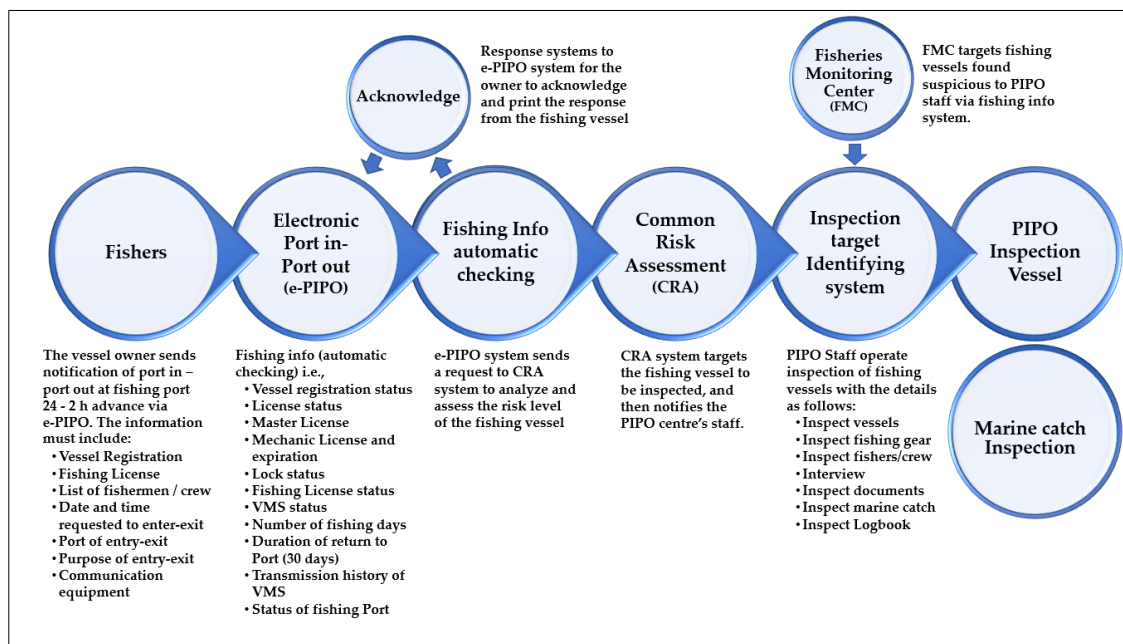 Acknowledge
Response systems to
e-PIPO system for the
owner to acknowledge
and print the response
from the fishing vessel
Fisheries
Monitoring
Center
(FMC)
FMC targets fishing
vessels found
suspicious to PIPO
staff via fishing info
system.
Fishers
Electronic
Port in-
Port out
(e-PIPO)
Fishing Info
automatic
checking
Common
Risk
Assessment
(CRA)
Inspection
target
Identifying
system
PIPO
Inspection
Vessel
The vessel owner sends
notification of port in –
port out at fishing port
24 - 2 h advance via
e-PIPO. The information
must include:
• Vessel Registration
• Fishing License
• List of fishermen / crew
• Date and time
requested to enter-exit
• Port of entry-exit
• Purpose of entry-exit
• Communication
equipment
Fishing info (automatic
checking) i.e.,
• Vessel registration status
• License status
• Master License
• Mechanic License and
expiration
• Lock status
• Fishing License status
• VMS status
• Number of fishing days
• Duration of return to
Port (30 days)
• Transmission history of
VMS
• Status of fishing Port
e-PIPO system sends
a request to CRA
system to analyze and
assess the risk level
of the fishing vessel
CRA system targets
the fishing vessel to
be inspected, and
then notifies the
PIPO centre's staff.
PIPO Staff operate
inspection of fishing
vessels with the details
as follows:
• Inspect vessels
• Inspect fishing gear
• Inspect fishers/crew
• Interview
• Inspect documents
• Inspect marine catch
• Inspect Logbook
Marine catch
Inspection